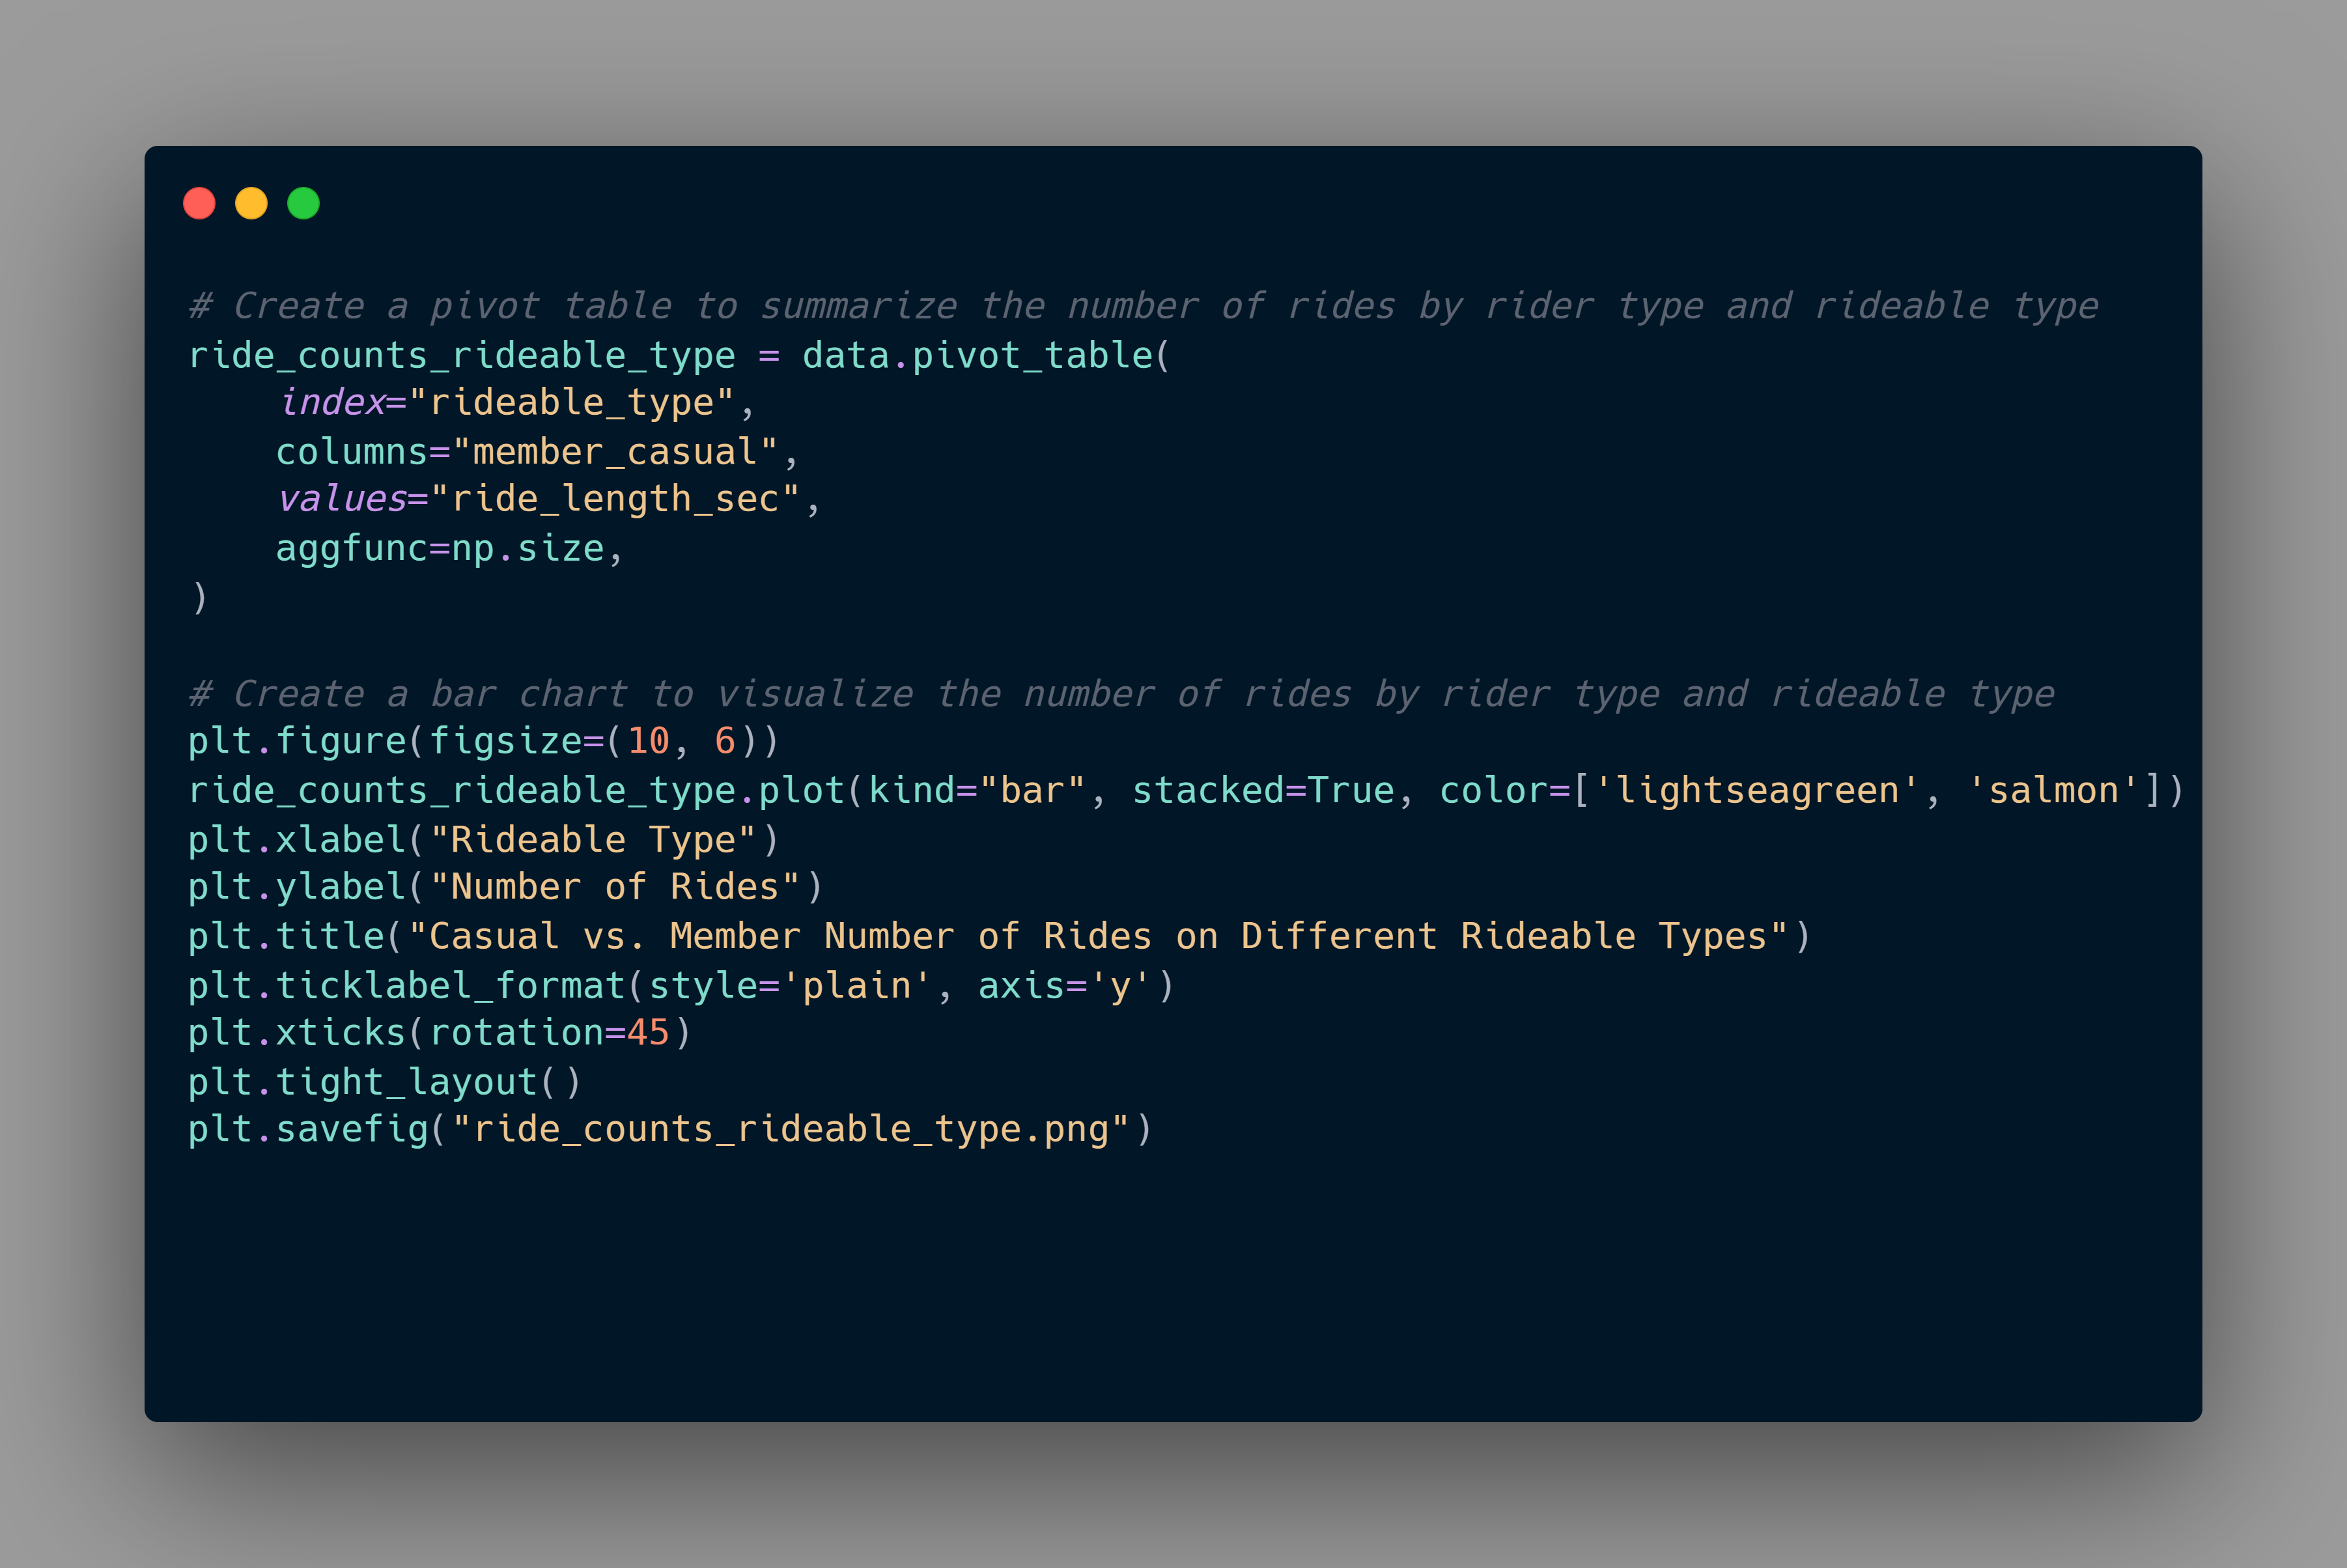 # Create a pivot table to summarize the number of rides by rider type and rideable type
ride_counts_rideable_type = data.pivot_table(
    index="rideable_type",
    columns="member_casual",
    values="ride_length_sec",
    aggfunc=np.size,
)

# Create a bar chart to visualize the number of rides by rider type and rideable type
plt.figure(figsize=(10, 6))
ride_counts_rideable_type.plot(kind="bar", stacked=True, color=['lightseagreen', 'salmon'])
plt.xlabel("Rideable Type")
plt.ylabel("Number of Rides")
plt.title("Casual vs. Member Number of Rides on Different Rideable Types")
plt.ticklabel_format(style='plain', axis='y')
plt.xticks(rotation=45)
plt.tight_layout()
plt.savefig("ride_counts_rideable_type.png")